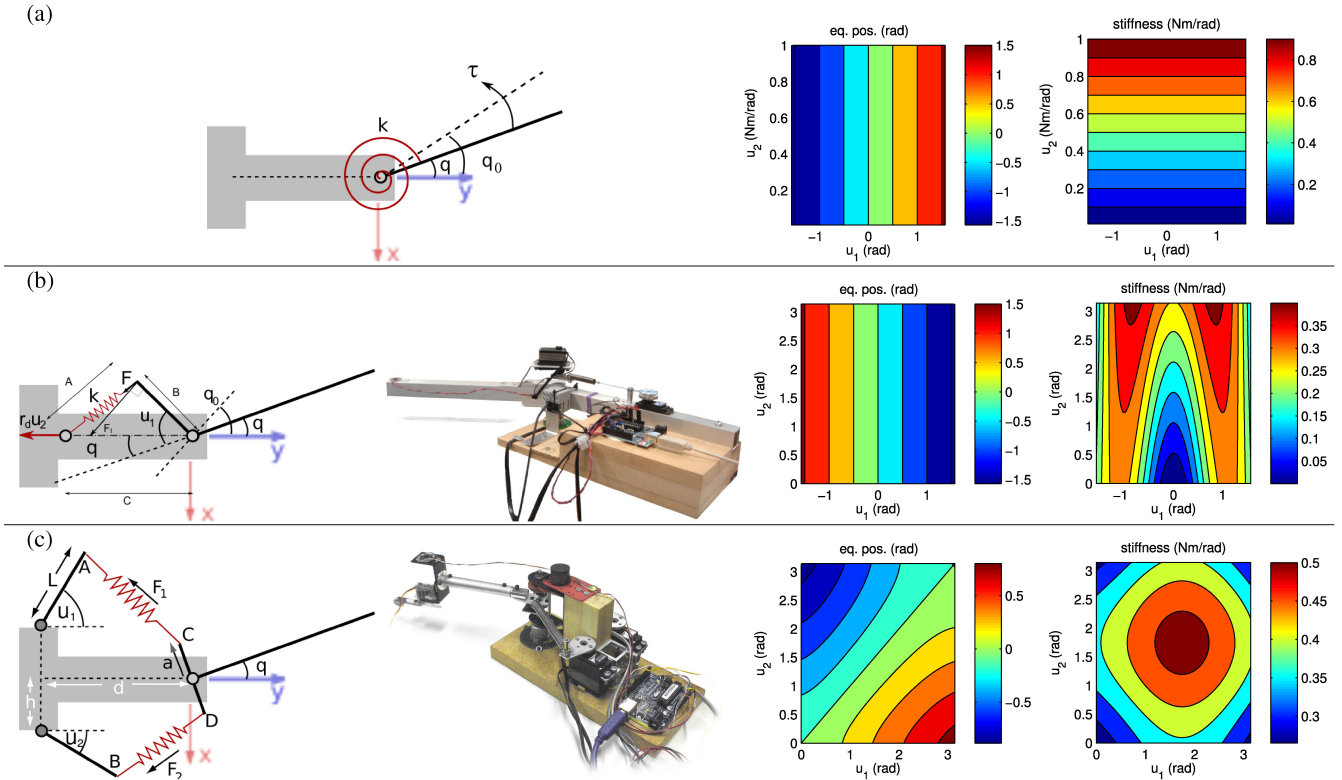 (a)
τ
k
q
q0
y
x
eq. pos. (rad)
1
0.8
0.6
0.4
0.2
u2 (Nm/rad)
−1 0 1
u1 (rad)
1.5
1
0.5
0
−0.5
−1
−1.5
stiffness (Nm/rad)
1
0.8
0.6
0.4
0.2
u2 (Nm/rad)
−1 0 1
u1 (rad)
0.8
0.6
0.4
0.2
(b)
A
F
B
k
u1
F1
rdu2
q
q0
q
y
C
x
eq. pos. (rad)
3
2.5
2
1.5
1
0.5
0
u2 (rad)
−1 0 1
u1 (rad)
1.5
1
0.5
0
−0.5
−1
−1.5
stiffness (Nm/rad)
3
2.5
2
1.5
1
0.5
0
u2 (rad)
−1 0 1
u1 (rad)
0.35
0.3
0.25
0.2
0.15
0.1
0.05
(c)
L
A
F1
u1
C
a
q
d
y
h
D
u2
x
B
F2
eq. pos. (rad)
3
2.5
2
1.5
1
0.5
0
u2 (rad)
0 1 2 3
u1 (rad)
0.5
0
−0.5
stiffness (Nm/rad)
3
2.5
2
1.5
1
0.5
0
u2 (rad)
0 1 2 3
u1 (rad)
0.5
0.45
0.4
0.35
0.3